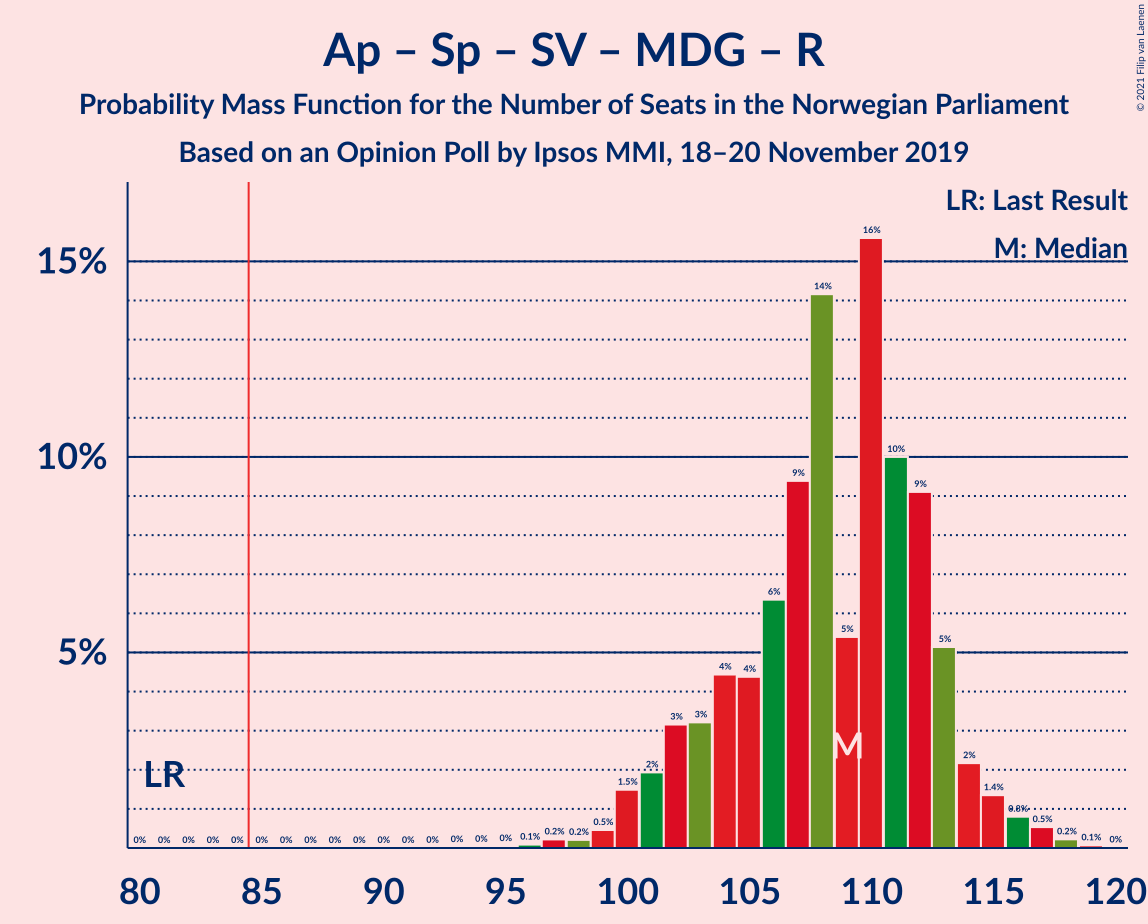 Ap – Sp – SV – MDG – R
Probability Mass Function for the Number of Seats in the Norwegian Parliament
Based on an Opinion Poll by Ipsos MMI, 18–20 November 2019
© 2021 Filip van Laenen
LR: Last Result
M: Median
15%
10%
5%
0% 0% 0% 0% 0% 0% 0% 0% 0% 0% 0% 0% 0% 0% 0% 0% 0.1% 0.2% 0.2% 0.5% 1.5% 2% 3% 3% 4% 4% 6% 9% 14% 5% 16% 10% 9% 5% 2% 1.4% 0.8% 0.5% 0.2% 0.1% 0%
LR
M
80 85 90 95 100 105 110 115 120